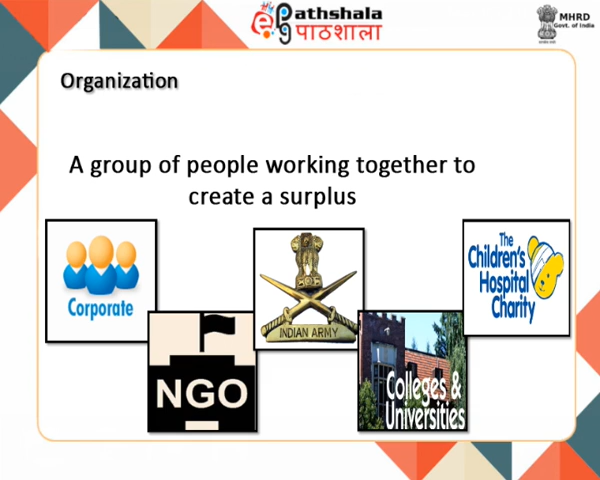 e Pathshala
पाठशाला
MHRD
Govt. of India
Organization
A group of people working together to
create a surplus
Corporate
NGO
INDIAN ARMY
Colleges &
Universities
The
Children's
Hospital
Charity